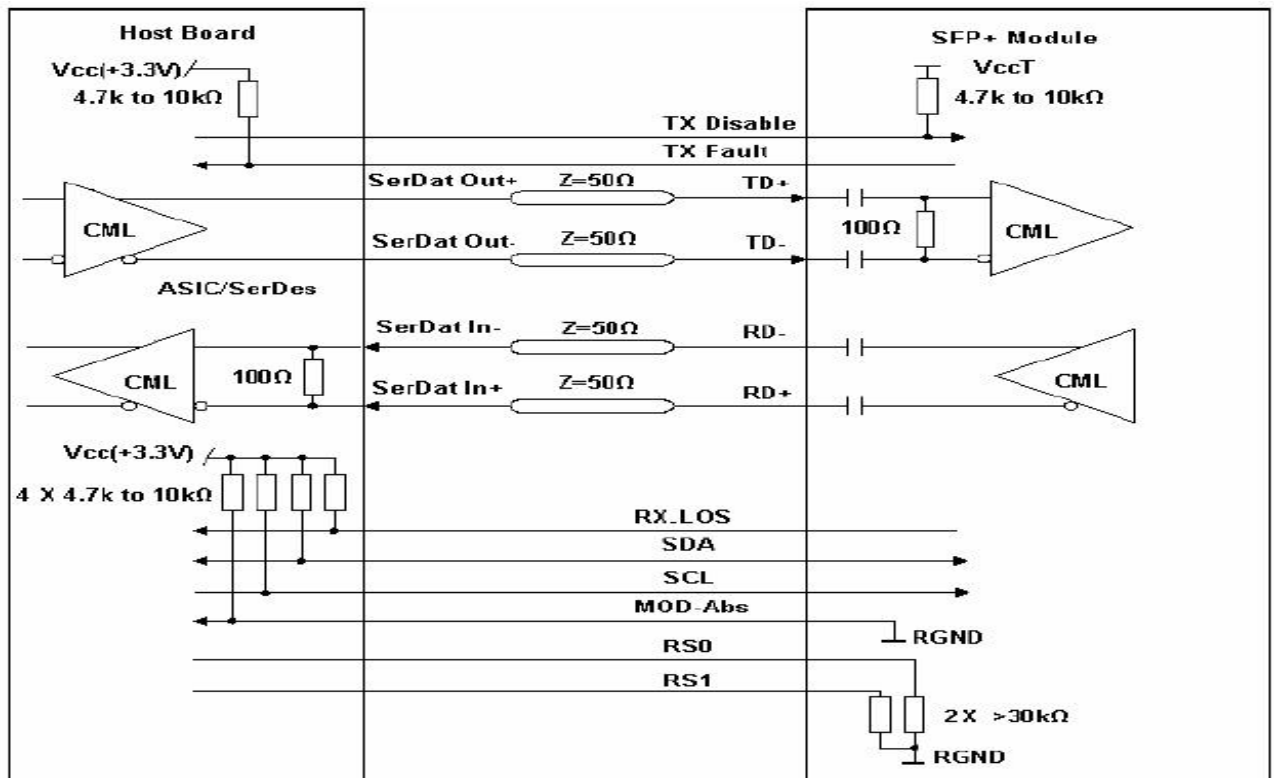 Host Board
SFP+ Module
Vcc(+3.3V)
4.7k to 10kΩ
VccT
4.7k to 10kΩ
TX Disable
TX Fault
SerDat Out+
Z=50Ω
TD+
CML
100Ω
CML
SerDat Out-
Z=50Ω
TD-
ASIC/SerDes
SerDat In-
Z=50Ω
RD-
CML
100Ω
CML
SerDat In+
Z=50Ω
RD+
Vcc(+3.3V)
4 X 4.7k to 10kΩ
RX_LOS
SDA
SCL
MOD-Abs
RGND
RS0
RS1
2X >30kΩ
RGND